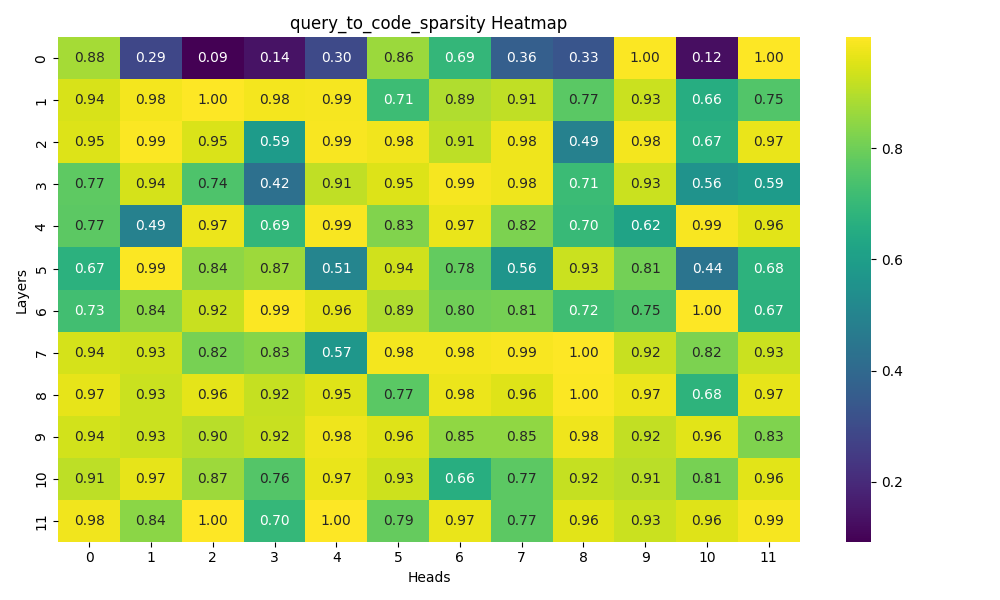 query_to_code_sparsity Heatmap
0 0.88 0.29 0.09 0.14 0.30 0.86 0.69 0.36 0.33 1.00 0.12 1.00
1 0.94 0.98 1.00 0.98 0.99 0.71 0.89 0.91 0.77 0.93 0.66 0.75
2 0.95 0.99 0.95 0.59 0.99 0.98 0.91 0.98 0.49 0.98 0.67 0.97
3 0.77 0.94 0.74 0.42 0.91 0.95 0.99 0.98 0.71 0.93 0.56 0.59
4 0.77 0.49 0.97 0.69 0.99 0.83 0.97 0.82 0.70 0.62 0.99 0.96
5 0.67 0.99 0.84 0.87 0.51 0.94 0.78 0.56 0.93 0.81 0.44 0.68
6 0.73 0.84 0.92 0.99 0.96 0.89 0.80 0.81 0.72 0.75 1.00 0.67
7 0.94 0.93 0.82 0.83 0.57 0.98 0.98 0.99 1.00 0.92 0.82 0.93
8 0.97 0.93 0.96 0.92 0.95 0.77 0.98 0.96 1.00 0.97 0.68 0.97
9 0.94 0.93 0.90 0.92 0.98 0.96 0.85 0.85 0.98 0.92 0.96 0.83
10 0.91 0.97 0.87 0.76 0.97 0.93 0.66 0.77 0.92 0.91 0.81 0.96
11 0.98 0.84 1.00 0.70 1.00 0.79 0.97 0.77 0.96 0.93 0.96 0.99
0 1 2 3 4 5 6 7 8 9 10 11
Heads
Layers
0.8
0.6
0.4
0.2